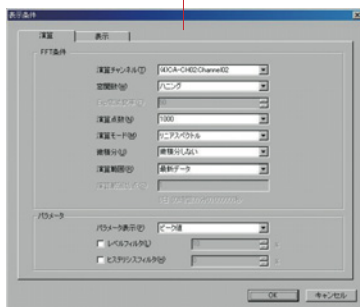 表示条件
演算
表示
FFT条件
演算チャンネル(T) (4)CA-CH02:Channel02
窓関数(W) ハニング
演算点数(N) 1000
演算モード(M) リニアスペクトル
微積分(U) 微積分しない
演算範囲(R) 最新データ
パラメータ
パラメータ表示(P) ピーク値
レベルフィルタ(L)
ヒステリシスフィルタ(H)
OK キャンセル